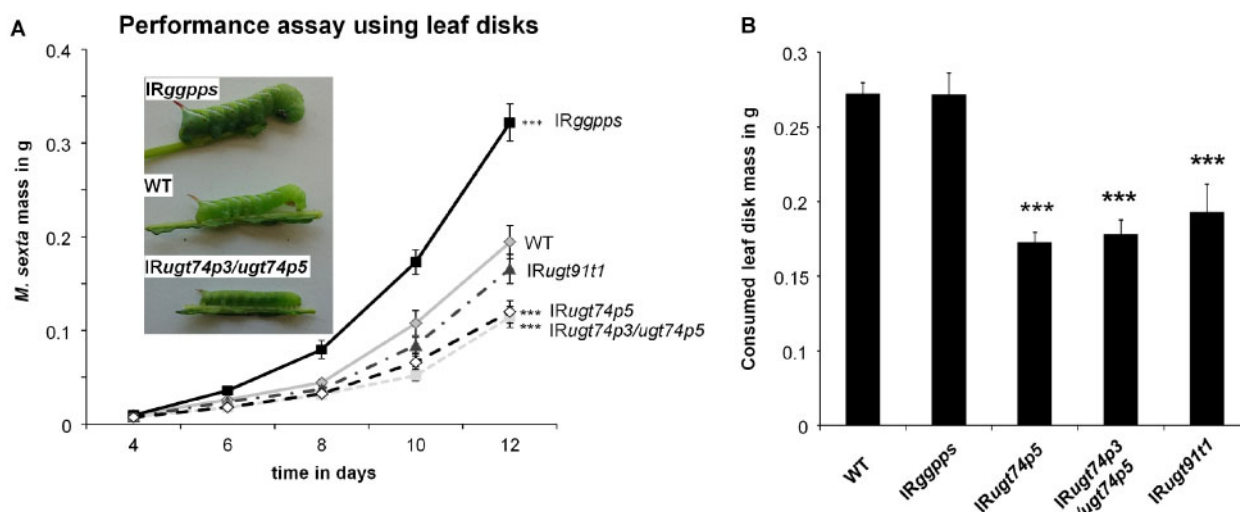 A
Performance assay using leaf disks
0.4
0.3
0.2
0.1
0
M. sexta mass in g
IRggpps
WT
IRugt74p3/ugt74p5
*** IRggpps
WT
IRugt91t1
*** IRugt74p5
*** IRugt74p3/ugt74p5
4 6 8 10 12
time in days
B
0.3
0.25
0.2
0.15
0.1
0
Consumed leaf disk mass in g
***
***
***
WT
IRggpps
IRugt74p5
IRugt74p3
/ugt74p5
IRugt91t1